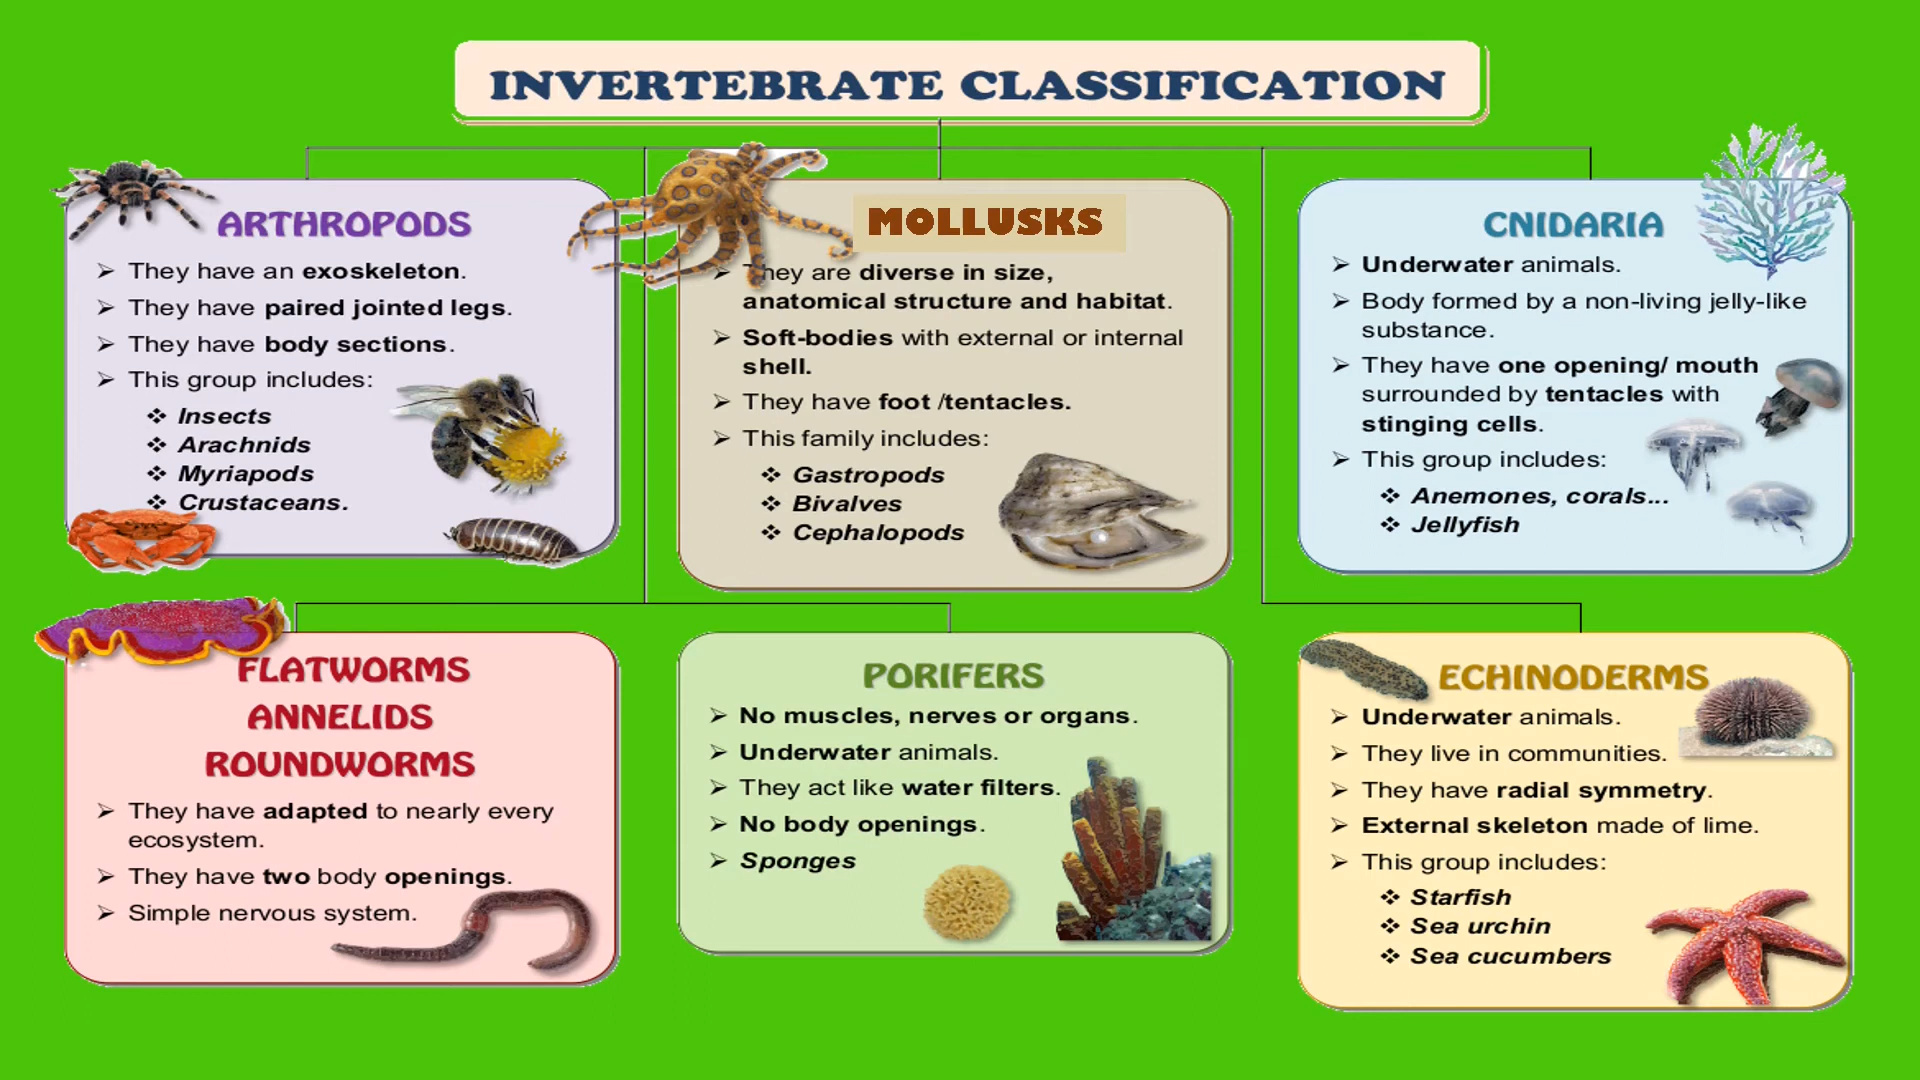 INVERTEBRATE CLASSIFICATION
ARTHROPODS
They have an exoskeleton.
They have paired jointed legs.
They have body sections.
This group includes:
Insects
Arachnids
Myriapods
Crustaceans.
MOLLUSKS
They are diverse in size,
anatomical structure and habitat.
Soft-bodies with external or internal
shell.
They have foot /tentacles.
This family includes:
Gastropods
Bivalves
Cephalopods
CNIDARIA
Underwater animals.
Body formed by a non-living jelly-like
substance.
They have one opening/ mouth
surrounded by tentacles with
stinging cells.
This group includes:
Anemones, corals...
Jellyfish
FLATWORMS
ANNELIDS
ROUNDWORMS
They have adapted to nearly every
ecosystem.
They have two body openings.
Simple nervous system.
PORIFERS
No muscles, nerves or organs.
Underwater animals.
They act like water filters.
No body openings.
Sponges
ECHINODERMS
Underwater animals.
They live in communities.
They have radial symmetry.
External skeleton made of lime.
This group includes:
Starfish
Sea urchin
Sea cucumbers